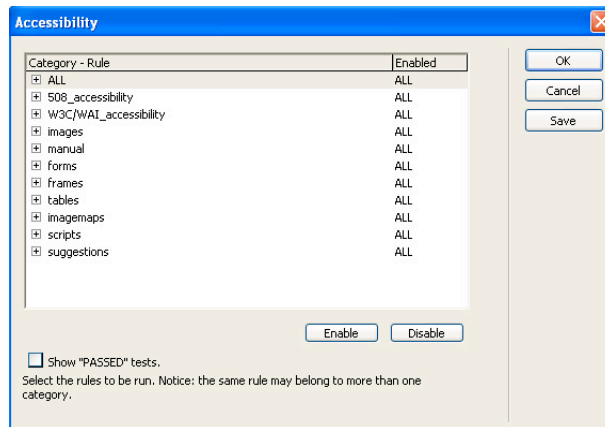 Accessibility
Category - Rule Enabled
ALL ALL
508_accessibility ALL
W3C/WAI_accessibility ALL
images ALL
manual ALL
forms ALL
frames ALL
tables ALL
imagemaps ALL
scripts ALL
suggestions ALL
OK
Cancel
Save
Enable Disable
Show "PASSED" tests.
Select the rules to be run. Notice: the same rule may belong to more than one
category.